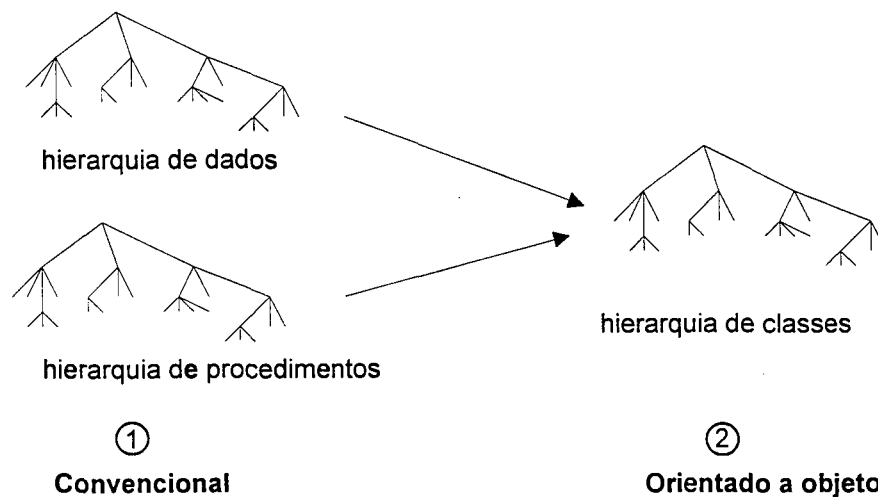 hierarquia de dados
hierarquia de procedimentos
hierarquia de classes
1
2
Convencional
Orientado a objeto